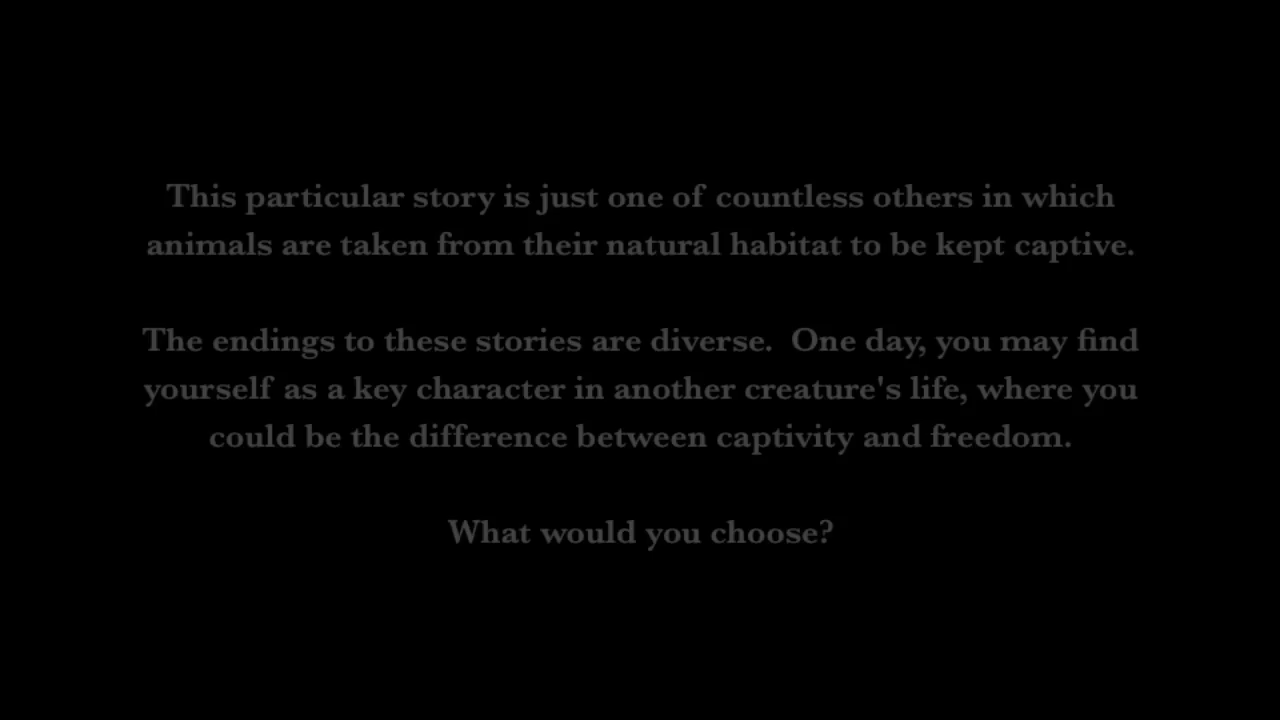 This particular story is just one of countless others in which
animals are taken from their natural habitat to be kept captive.
The endings to these stories are diverse.  One day, you may find
yourself as a key character in another creature's life, where you
could be the difference between captivity and freedom.
What would you choose?